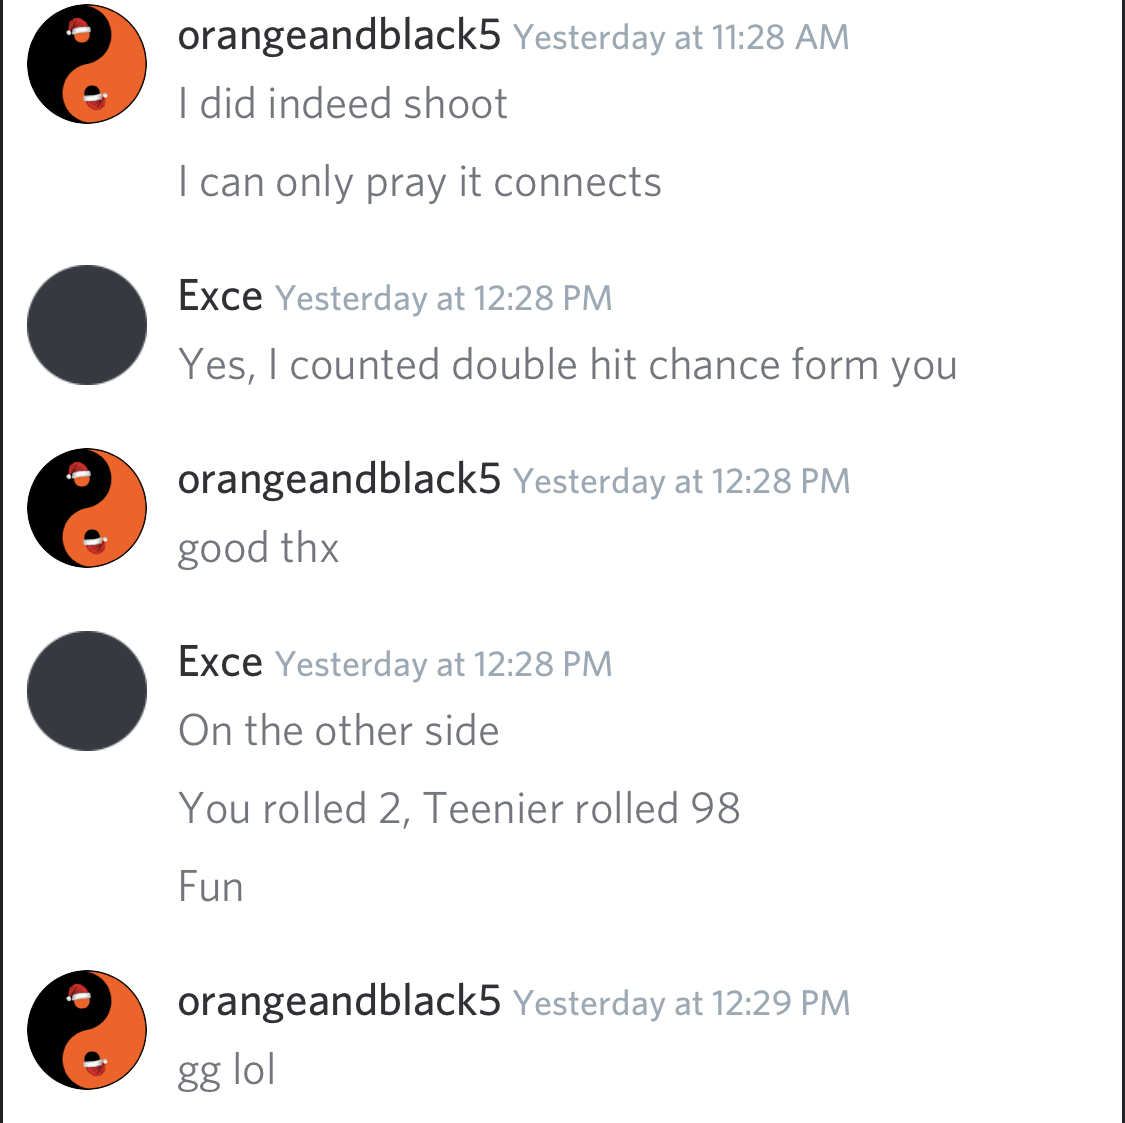 orangeandblack5 Yesterday at 11:28 AM
I did indeed shoot
I can only pray it connects
Exce Yesterday at 12:28 PM
Yes, I counted double hit chance form you
orangeandblack5 Yesterday at 12:28 PM
good thx
Exce Yesterday at 12:28 PM
On the other side
You rolled 2, Teenier rolled 98
Fun
orangeandblack5 Yesterday at 12:29 PM
gg lol